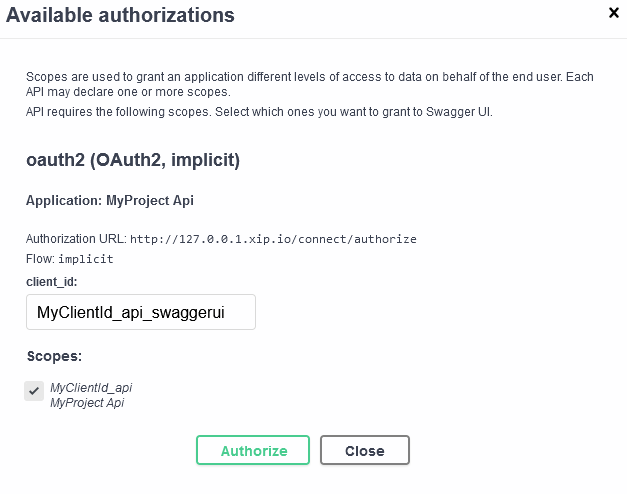 Available authorizations
Scopes are used to grant an application different levels of access to data on behalf of the end user. Each
API may declare one or more scopes.
API requires the following scopes. Select which ones you want to grant to Swagger UI.
oauth2 (OAuth2, implicit)
Application: MyProject Api
Authorization URL: http://127.0.0.1.xip.io/connect/authorize
Flow: implicit
client_id:
MyClientId_api_swaggerui
Scopes:
MyClientId_api
MyProject Api
Authorize Close